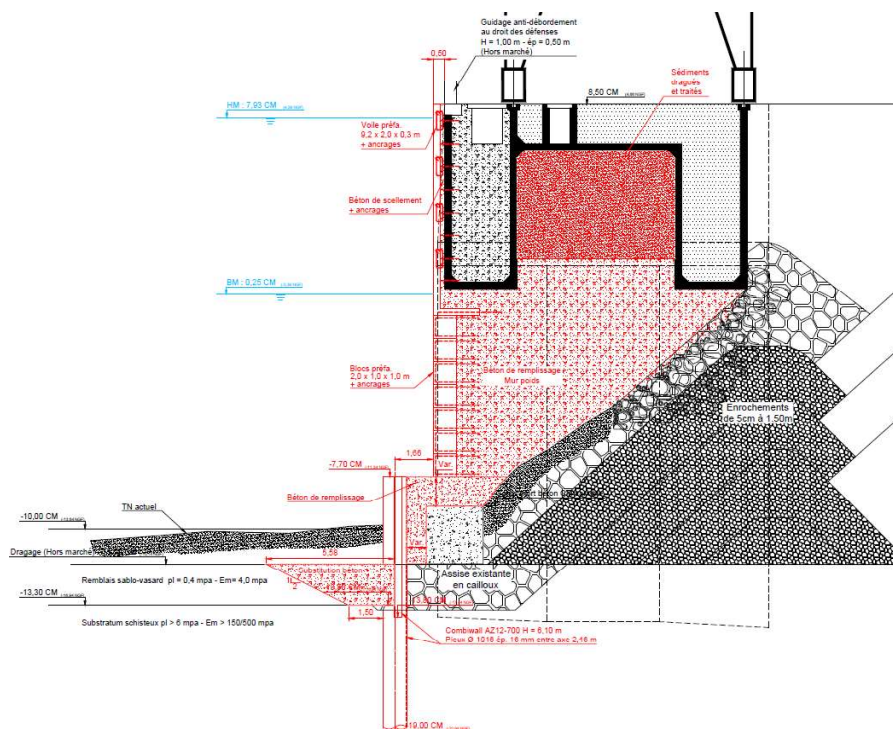 Guidage anti-débordement
au droit des défenses
H = 1,00 m - ép = 0,50 m
(Hors marché)
0,50
Sédiments
dragués
et traités
8,50 CM
HM : 7,93 CM
Voile préfa.
9,2 x 2,0 x 0,3 m
+ ancrages
Béton de scellement
+ ancrages
BM : 0,25 CM
Blocs préfa.
2,0 x 1,0 x 1,0 m
+ ancrages
Béton de remplissage
Mur poids
Enrochements
de 5cm à 1.50m
1,66
-7,70 CM
Var.
Béton de remplissage
TN actuel
-10,00 CM
Dragage (Hors marché)
5,58
Substitution béton
Remblais sablo-vasard pl = 0,4 mpa - Em= 4,0 mpa
Assise existante
en cailloux
-13,30 CM
1,50
Substratum schisteux pl > 6 mpa - Em > 150/500 mpa
Combiwall AZ12-700 H = 6,10 m
Pieux Ø 1016 ép. 16 mm entre axe 2,46 m
-19,00 CM